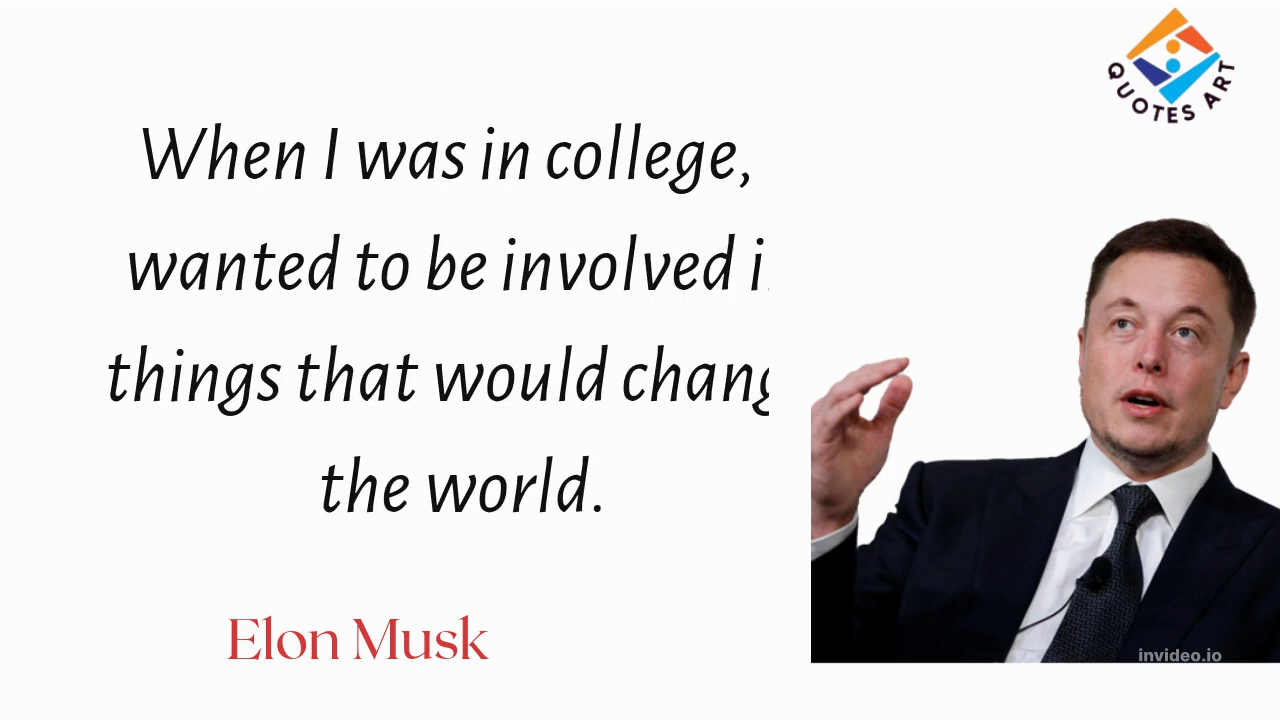 QUOTES ART
When I was in college,
wanted to be involved i
things that would chang
the world.
Elon Musk
invideo.io